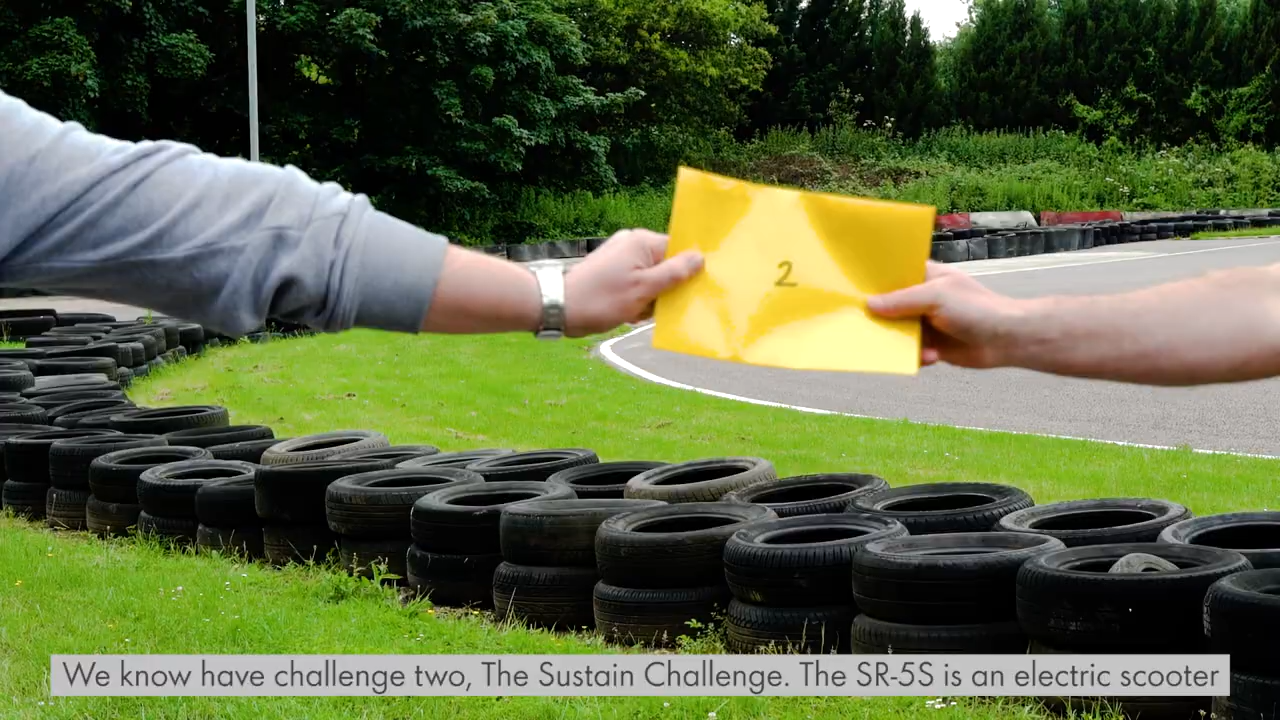 2
We know have challenge two, The Sustain Challenge. The SR-5S is an electric scooter